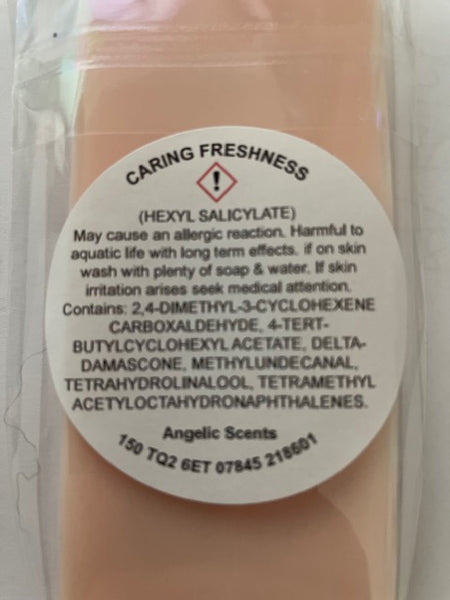 CARING FRESHNESS
!
(HEXYL SALICYLATE)
May cause an allergic reaction. Harmful to
aquatic life with long term effects. if on skin
wash with plenty of soap & water. If skin
irritation arises seek medical attention.
Contains: 2,4-DIMETHYL-3-CYCLOHEXENE
CARBOXALDEHYDE, 4-TERT-
BUTYLCYCLOHEXYL ACETATE, DELTA-
DAMASCONE, METHYLUNDECANAL,
TETRAHYDROLINALOOL, TETRAMETHYL
ACETYLOCTAHYDRONAPHTHALENES.
Angelic Scents
150 TQ2 6ET 07845 218601